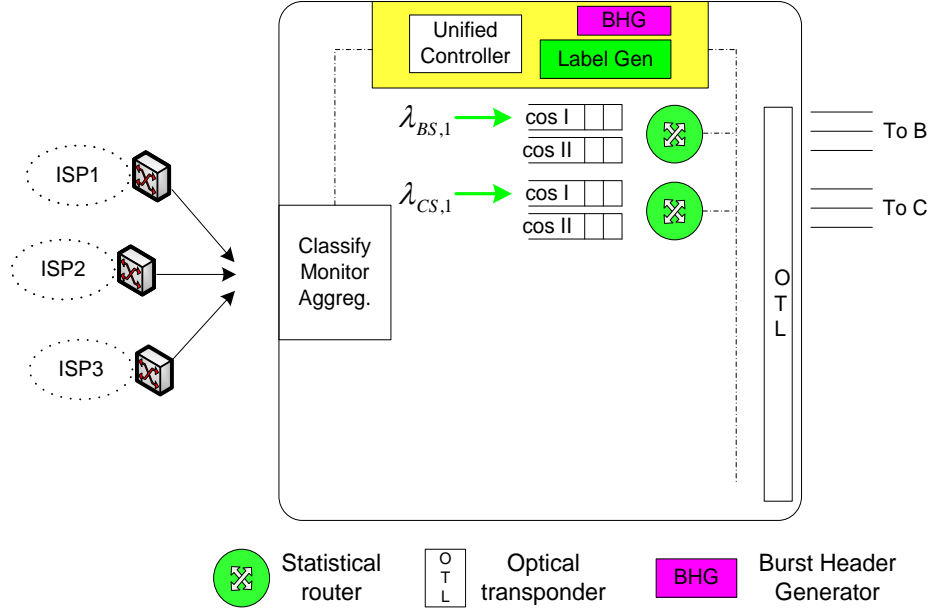 Unified
Controller
BHG
Label Gen
λBS,1
cos I
cos II
λCS,1
cos I
cos II
To B
To C
ISP1
ISP2
ISP3
Classify
Monitor
Aggreg.
O
T
L
Statistical
router
O
T
L
Optical
transponder
BHG
Burst Header
Generator